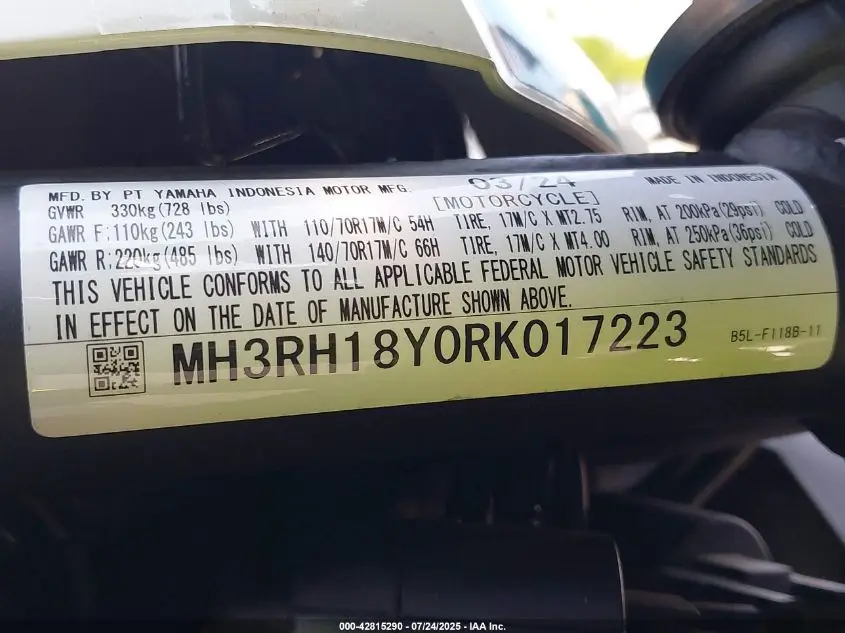 MFD. BY PT YAMAHA INDONESIA MOTOR MFG. 03/24 MADE IN INDONESIA
GVWR 330kg(728 lbs) [MOTORCYCLE]
GAWR F:110kg(243 lbs) WITH 110/70R17M/C 54H TIRE, 17M/C X MT2.75 RIM, AT 200kPa(29psi) COLD
GAWR R:220kg(485 lbs) WITH 140/70R17M/C 66H TIRE, 17M/C X MT4.00 RIM, AT 250kPa(36psi) COLD
THIS VEHICLE CONFORMS TO ALL APPLICABLE FEDERAL MOTOR VEHICLE SAFETY STANDARDS
IN EFFECT ON THE DATE OF MANUFACTURE SHOWN ABOVE.
MH3RH18Y0RK017223 B5L-F118B-11
000-42815290 - 07/24/2025 - IAA Inc.